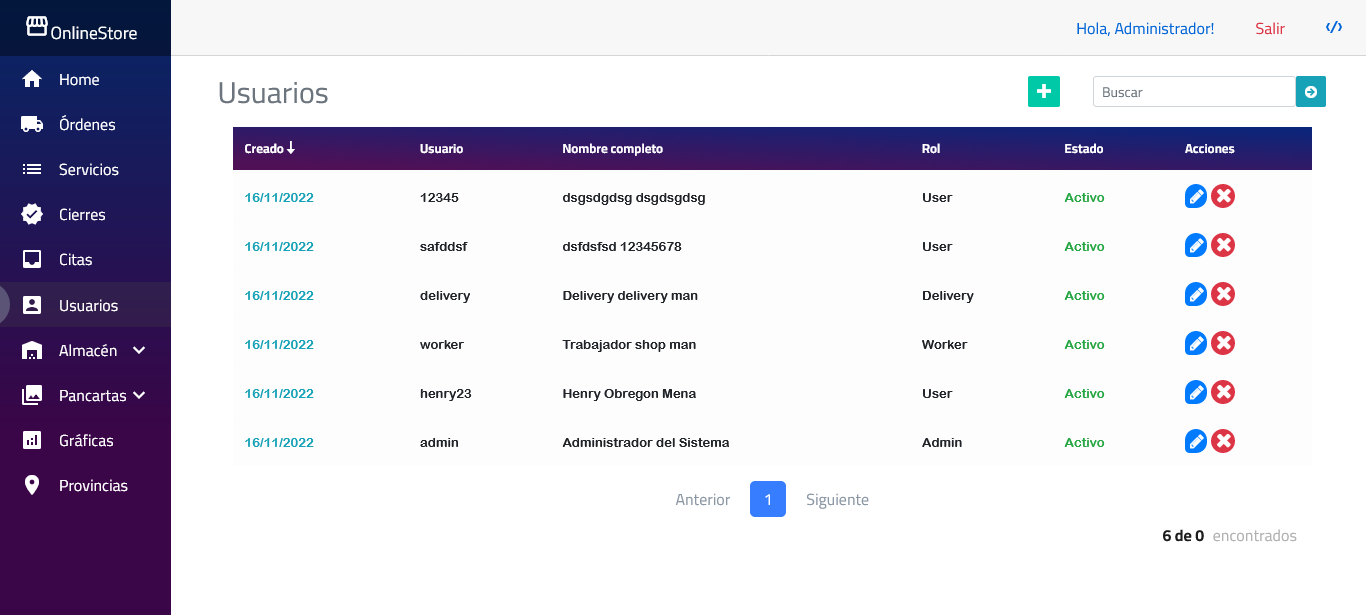 OnlineStore
Hola, Administrador! Salir
Home
Órdenes
Servicios
Cierres
Citas
Usuarios
Almacén
Pancartas
Gráficas
Provincias
Usuarios
Buscar
Creado Usuario Nombre completo Rol Estado Acciones
16/11/2022 12345 dsgsdgdsg dsgdsgdsg User Activo
16/11/2022 safddsf dsfdsfsd 12345678 User Activo
16/11/2022 delivery Delivery delivery man Delivery Activo
16/11/2022 worker Trabajador shop man Worker Activo
16/11/2022 henry23 Henry Obregon Mena User Activo
16/11/2022 admin Administrador del Sistema Admin Activo
Anterior 1 Siguiente
6 de 0 encontrados